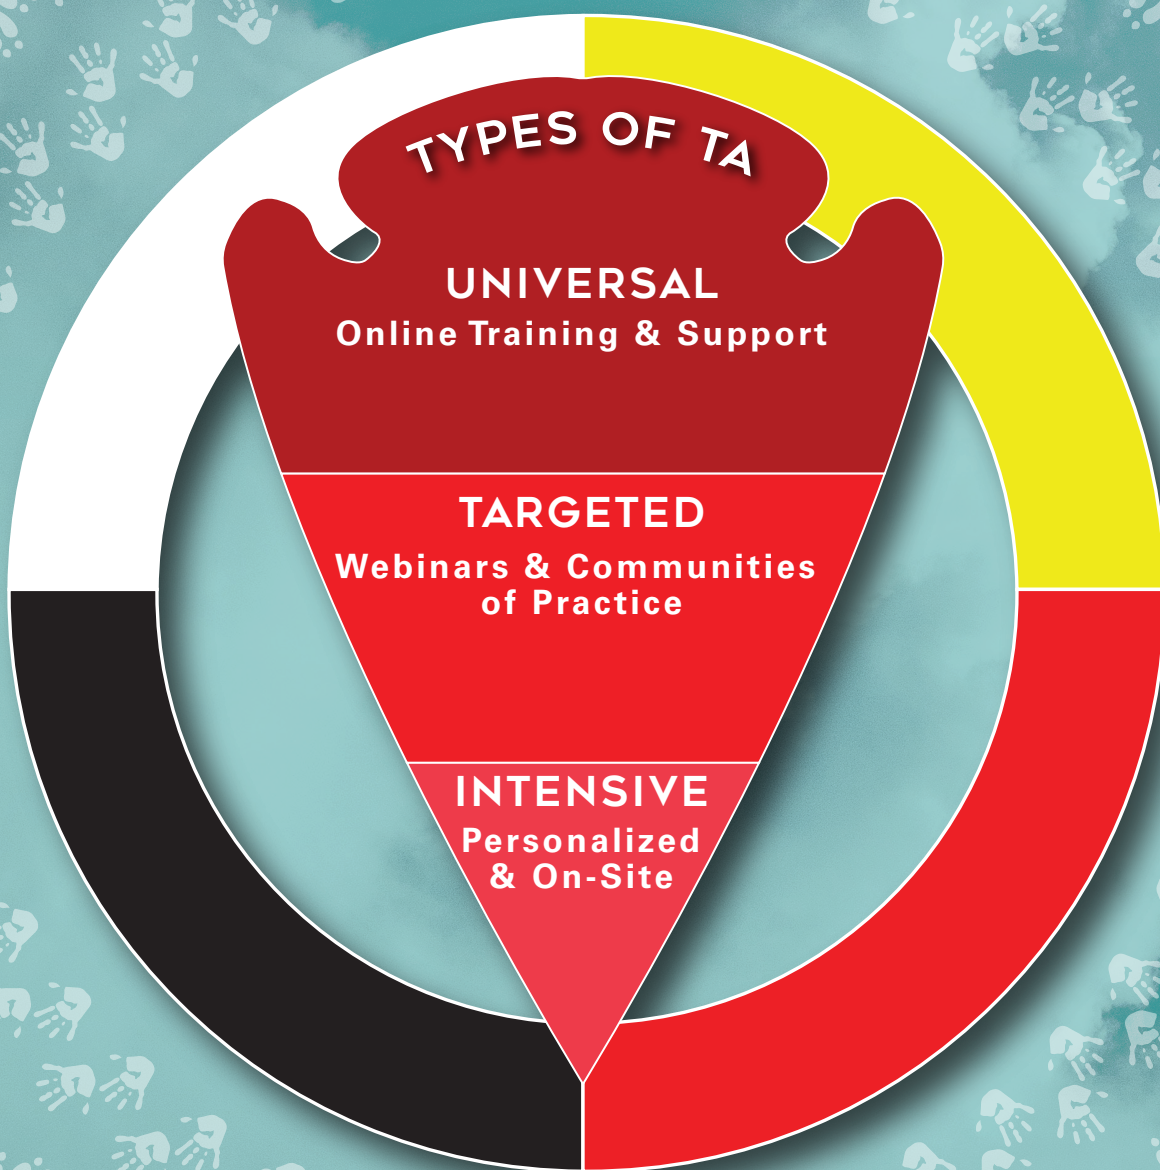 TYPES OF TA
UNIVERSAL
Online Training & Support
TARGETED
Webinars & Communities
of Practice
INTENSIVE
Personalized
& On-Site